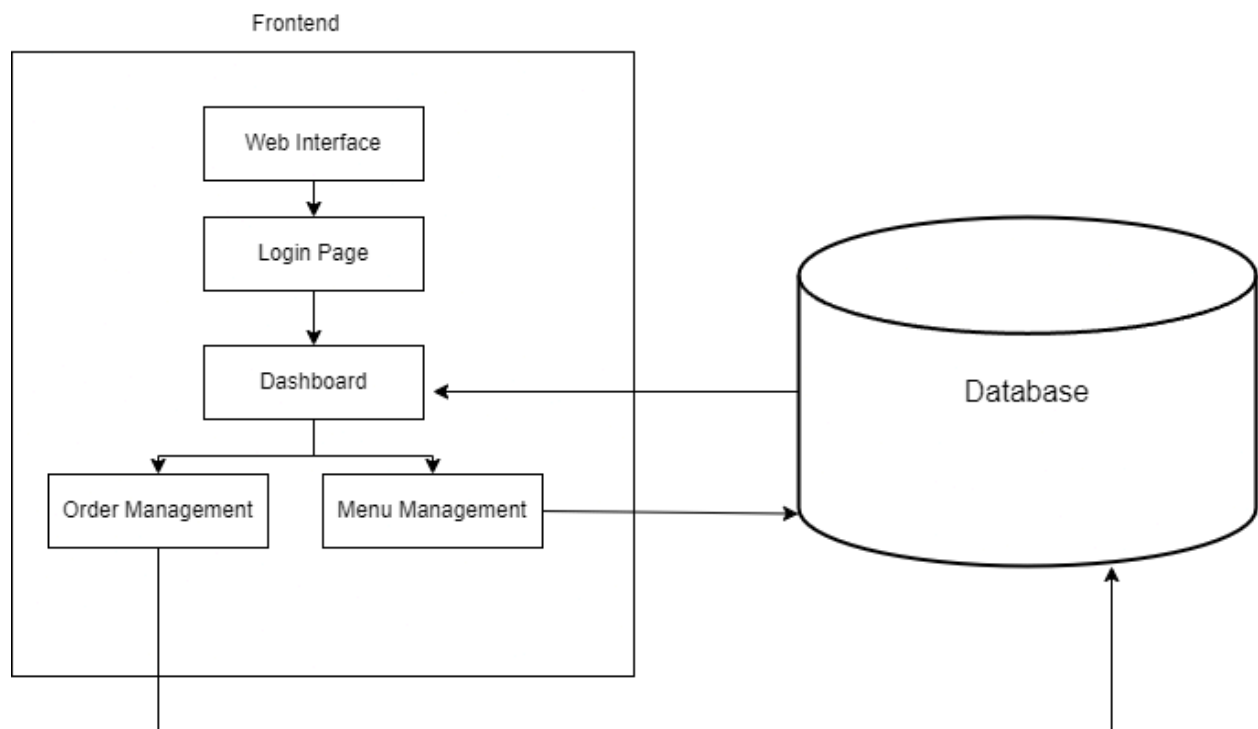 Frontend
Web Interface
Login Page
Dashboard
Database
Order Management
Menu Management